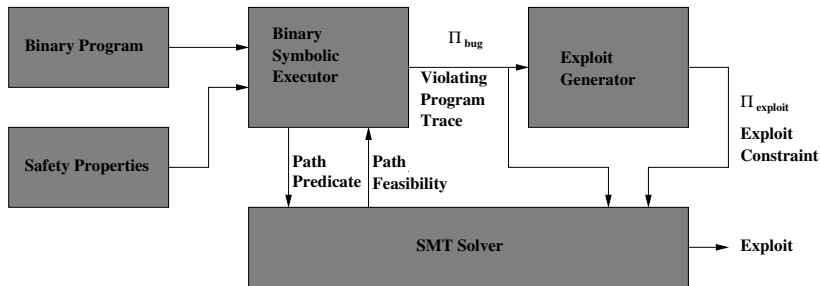 Binary Program
Safety Properties
Binary
Symbolic
Executor
Π bug
Violating
Program
Trace
Exploit
Generator
Π exploit
Exploit
Constraint
Path
Predicate
Path
Feasibility
SMT Solver
Exploit